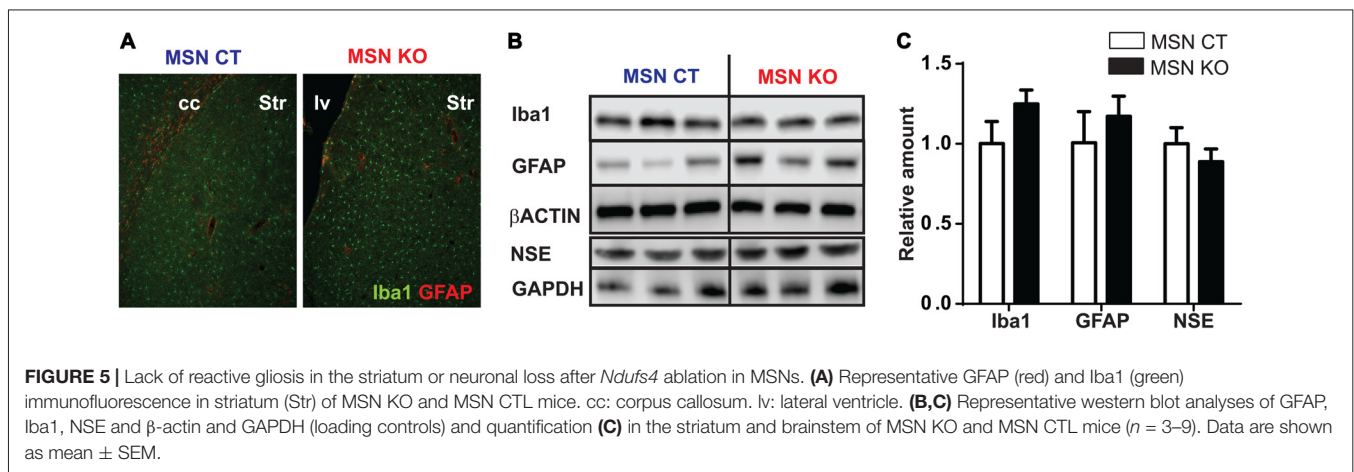 A
MSN CT
MSN KO
cc
Str
lv
Str
Iba1 GFAP
B
MSN CT
MSN KO
Iba1
GFAP
βACTIN
NSE
GAPDH
C
MSN CT
MSN KO
Relative amount
1.5
1.0
0.5
0.0
Iba1
GFAP
NSE
FIGURE 5 | Lack of reactive gliosis in the striatum or neuronal loss after Ndufs4 ablation in MSNs. (A) Representative GFAP (red) and Iba1 (green)
immunofluorescence in striatum (Str) of MSN KO and MSN CTL mice. cc: corpus callosum. lv: lateral ventricle. (B,C) Representative western blot analyses of GFAP,
Iba1, NSE and β-actin and GAPDH (loading controls) and quantification (C) in the striatum and brainstem of MSN KO and MSN CTL mice (n = 3–9). Data are shown
as mean ± SEM.